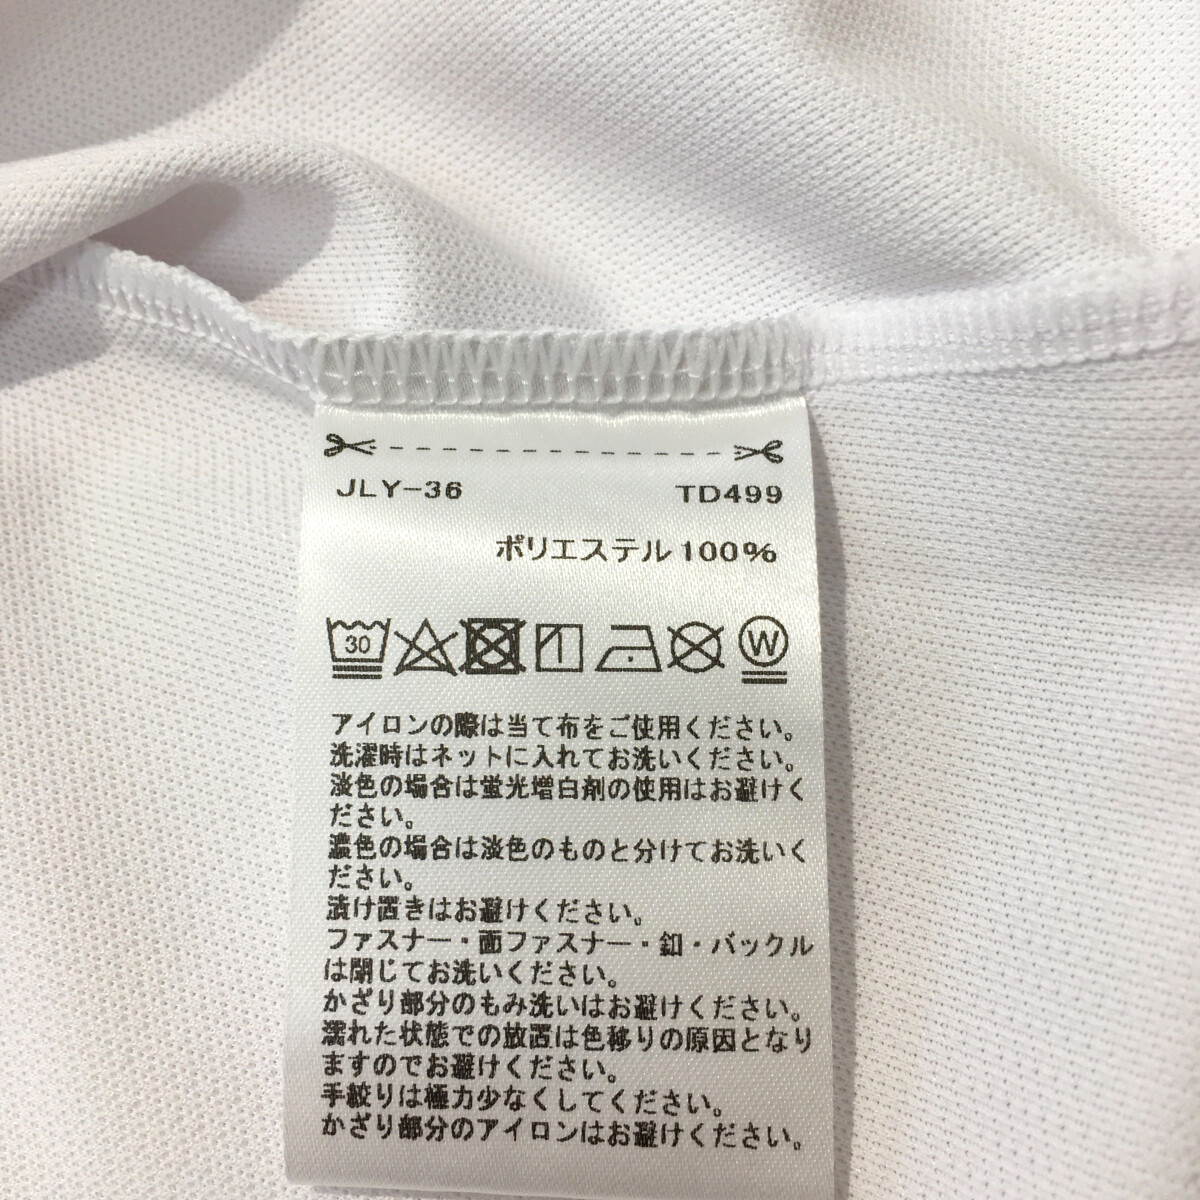 JLY-36 TD499
ポリエステル100%
30 W
アイロンの際は当て布をご使用ください。
洗濯時はネットに入れてお洗いください。
淡色の場合は蛍光増白剤の使用はお避けく
ださい。
濃色の場合は淡色のものと分けてお洗いく
ださい。
漬け置きはお避けください。
ファスナー・面ファスナー・釦・バックル
は閉じてお洗いください。
かざり部分のもみ洗いはお避けください。
濡れた状態での放置は色移りの原因となり
ますのでお避けください。
手絞りは極力少なくしてください。
かざり部分のアイロンはお避けください。